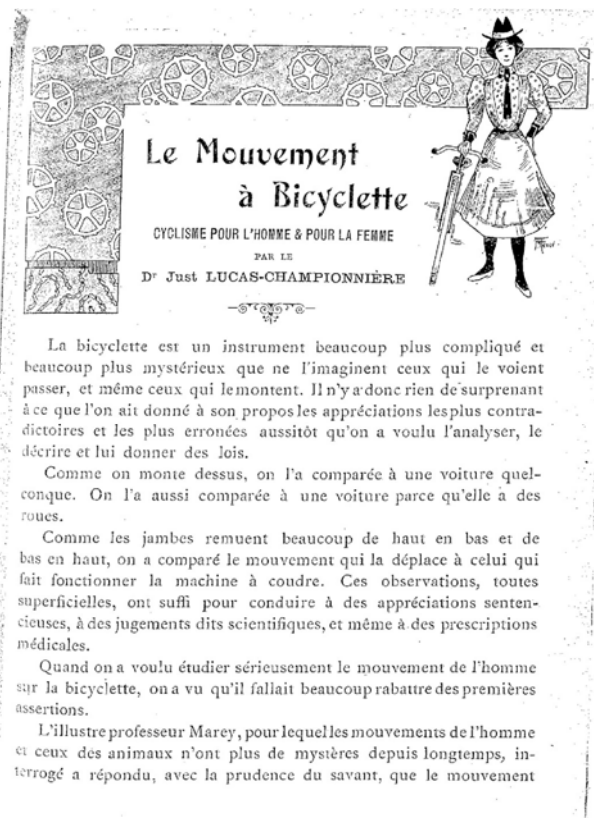 Le Mouvement
à Bicyclette
CYCLISME POUR L'HOMME & POUR LA FEMME
PAR LE
Dr Just LUCAS-CHAMPIONNIÈRE
La bicyclette est un instrument beaucoup plus compliqué et
beaucoup plus mystérieux que ne l'imaginent ceux qui le voient
passer, et même ceux qui le montent. Il n'y a donc rien de surprenant
à ce que l'on ait donné à son propos les appréciations les plus contra-
dictoires et les plus erronées aussitôt qu'on a voulu l'analyser, le
décrire et lui donner des lois.
Comme on monte dessus, on l'a comparée à une voiture quel-
conque. On l'a aussi comparée à une voiture parce qu'elle a des
roues.
Comme les jambes remuent beaucoup de haut en bas et de
bas en haut, on a comparé le mouvement qui la déplace à celui qui
fait fonctionner la machine à coudre. Ces observations, toutes
superficielles, ont suffi pour conduire à des appréciations senten-
cieuses, à des jugements dits scientifiques, et même à des prescriptions
médicales.
Quand on a voulu étudier sérieusement le mouvement de l'homme
sur la bicyclette, on a vu qu'il fallait beaucoup rabattre des premières
assertions.
L'illustre professeur Marey, pour lequel les mouvements de l'homme
et ceux des animaux n'ont plus de mystères depuis longtemps, in-
terrogé a répondu, avec la prudence du savant, que le mouvement